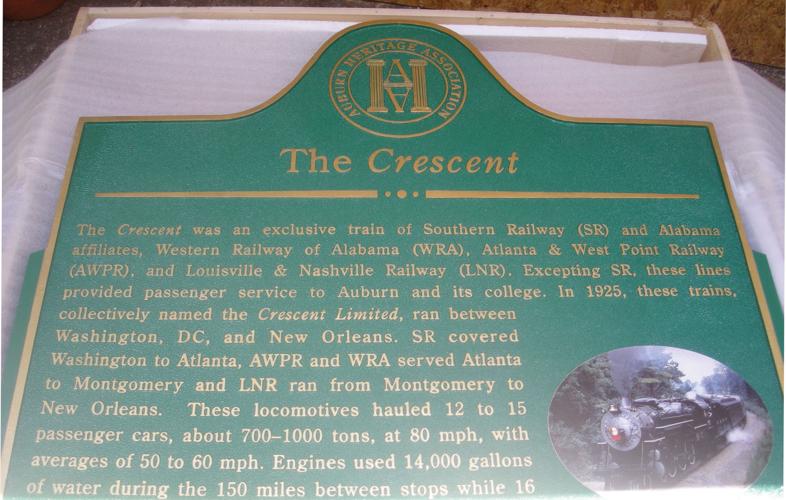 AUBURN HERITAGE ASSOCIATION
AHA
The Crescent
The Crescent was an exclusive train of Southern Railway (SR) and Alabama
affiliates, Western Railway of Alabama (WRA), Atlanta & West Point Railway
(AWPR), and Louisville & Nashville Railway (LNR). Excepting SR, these lines
provided passenger service to Auburn and its college. In 1925, these trains,
collectively named the Crescent Limited, ran between
Washington, DC, and New Orleans. SR covered
Washington to Atlanta, AWPR and WRA served Atlanta
to Montgomery and LNR ran from Montgomery to
New Orleans. These locomotives hauled 12 to 15
passenger cars, about 700–1000 tons, at 80 mph, with
averages of 50 to 60 mph. Engines used 14,000 gallons
of water during the 150 miles between stops while 16